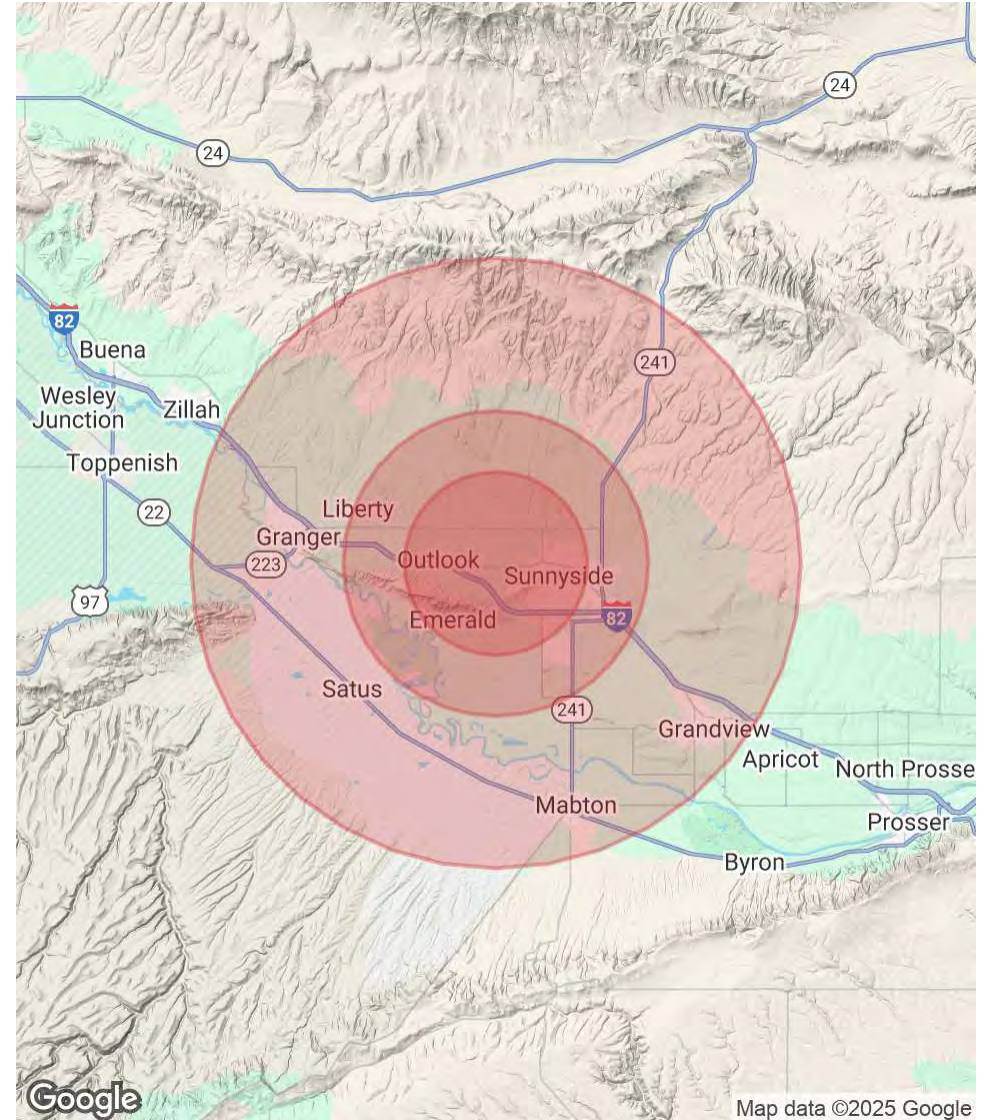 24
24
82
Buena
241
Wesley
Junction
Zillah
Toppenish
22
Liberty
Granger
223
Outlook
Sunnyside
97
Emerald
82
Satus
241
Grandview
Apricot
North Prosse
Mabton
Prosser
Byron
Google
Map data ©2025 Google